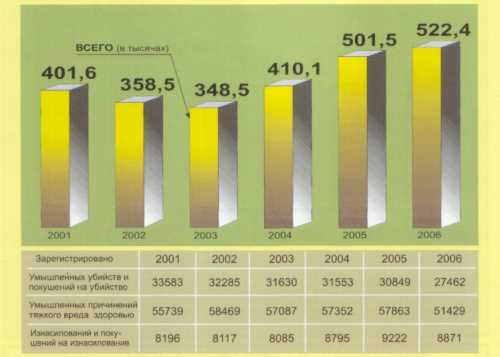 522,4
501,5
ВСЕГО (в тысячах)
401,6
410,1
358,5
348,5
2001 2002 2003 2004 2005 2006
Зарегистрировано 2001 2002 2003 2004 2005 2006
Умышленных убийств и
покушений на убийство 33583 32285 31630 31553 30849 27462
Умышленных причинений
тяжкого вреда здоровью 55739 58469 57087 57352 57863 51429
Изнасилований и поку-
шений на изнасилование 8196 8117 8085 8795 9222 8871